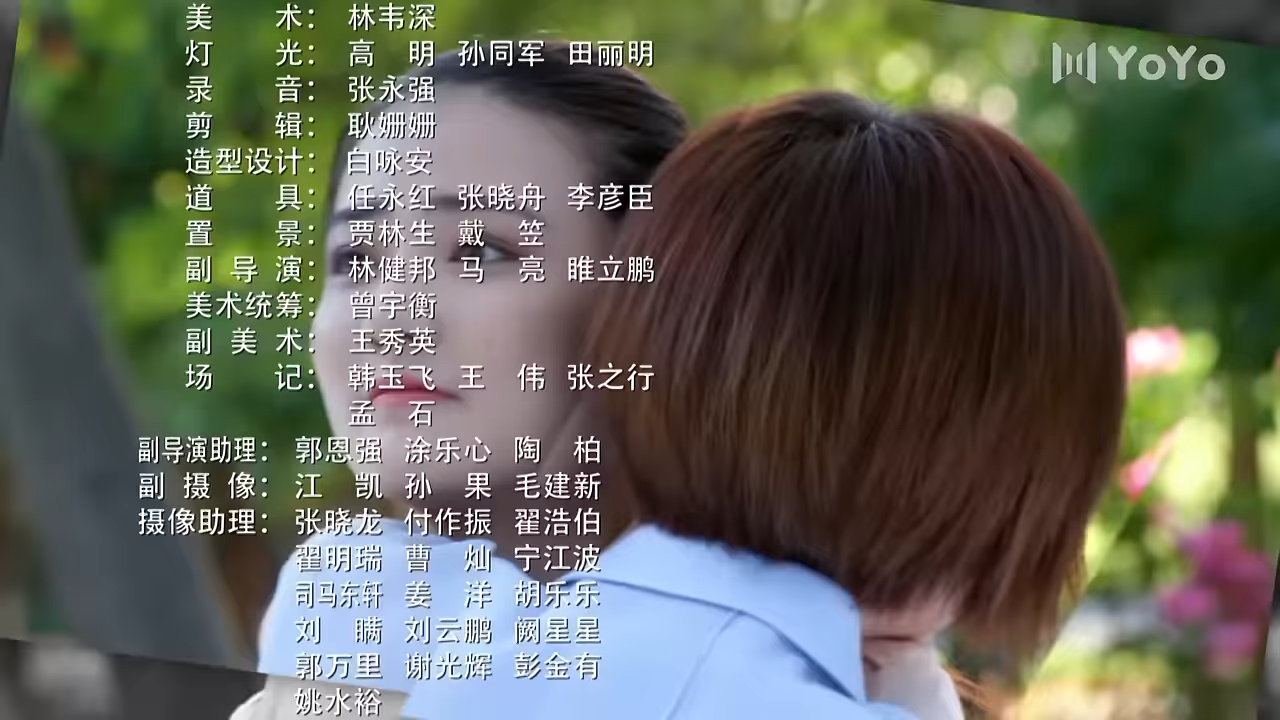 美术： 林韦深
YoYo
灯光： 高明 孙同军 田丽明
录音： 张永强
剪辑： 耿姗姗
造型设计： 白咏安
道具： 任永红 张晓舟 李彦臣
置景： 贾林生 戴笠
副导演： 林健邦 马亮 睢立鹏
美术统筹： 曾宇衡
副美术： 王秀英
场记： 韩玉飞 王伟 张之行
孟石
副导演助理： 郭恩强 涂乐心 陶柏
副摄像： 江凯 孙果 毛建新
摄像助理： 张晓龙 付作振 翟浩伯
翟明瑞 曹灿 宁江波
司马东轩 姜洋 胡乐乐
刘瞒 刘云鹏 阙星星
郭万里 谢光辉 彭金有
姚水裕